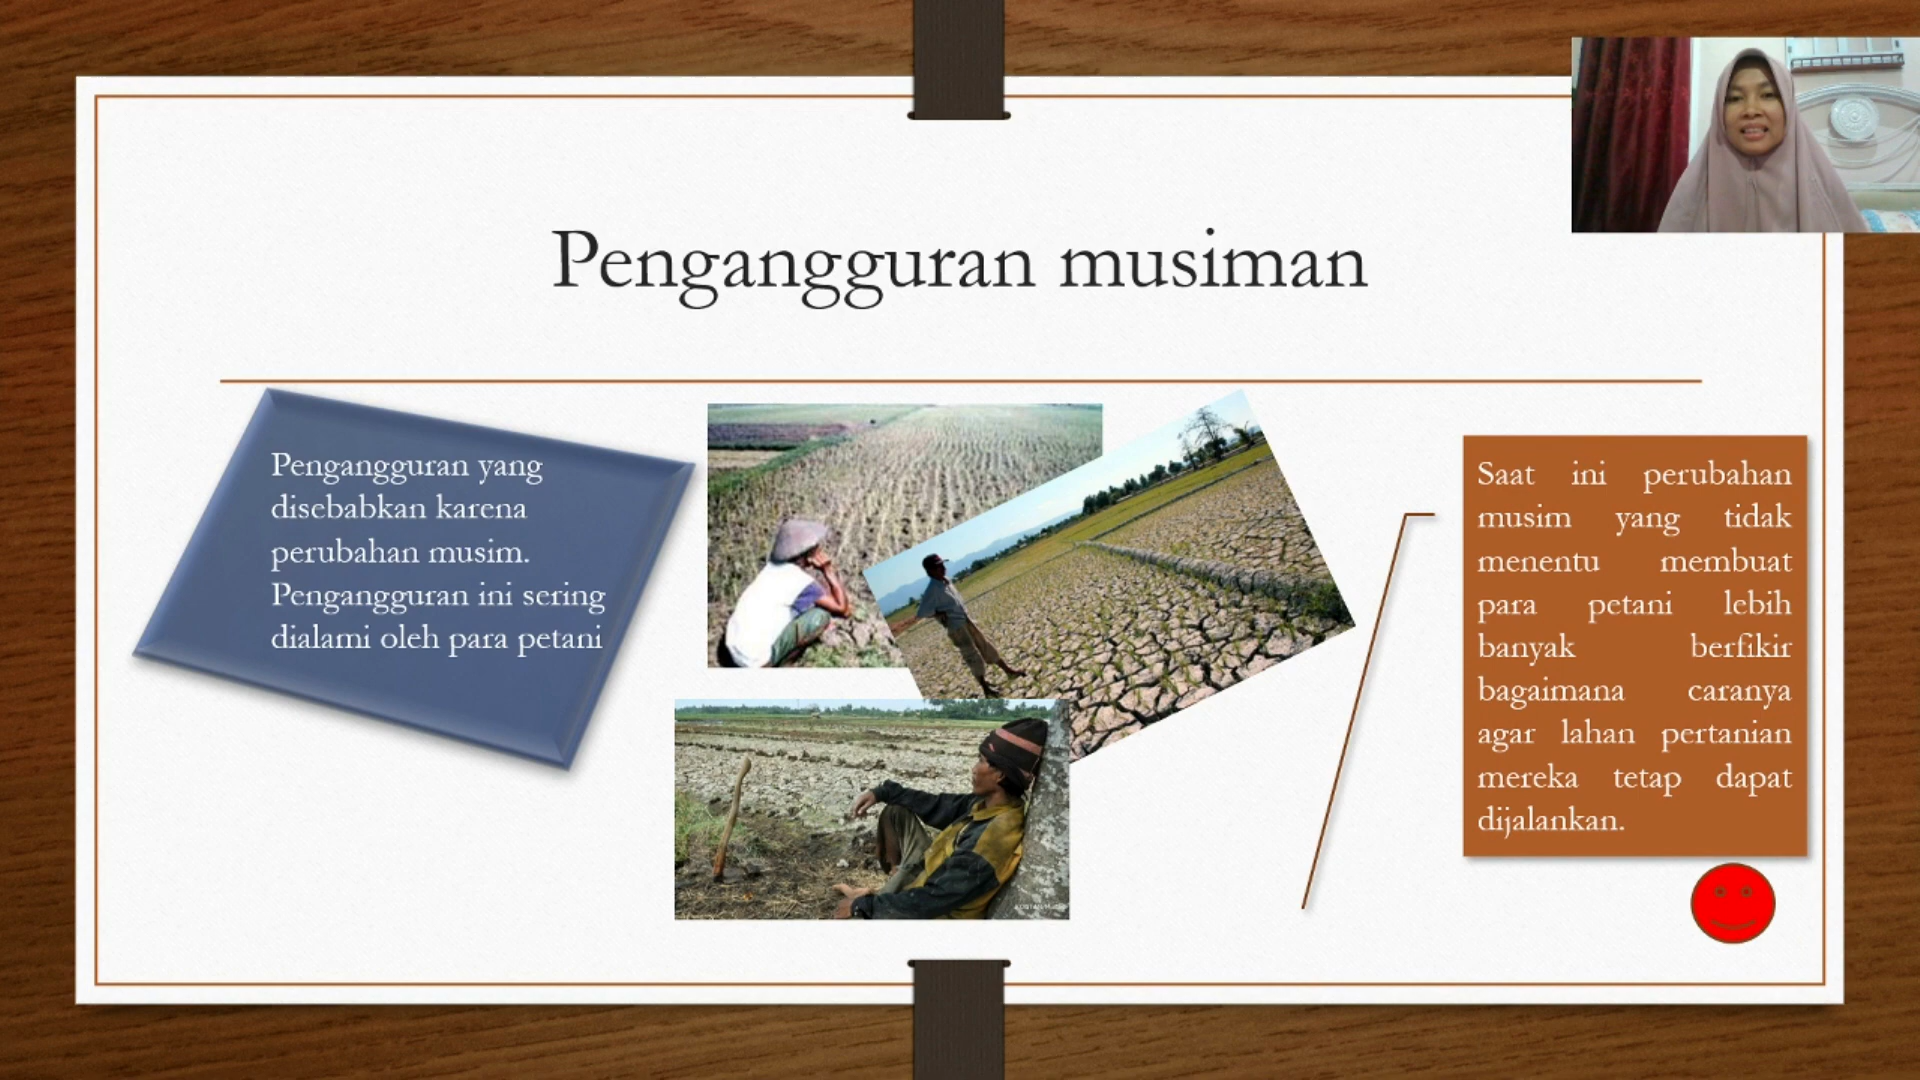 Pengangguran musiman
Pengangguran yang
disebabkan karena
perubahan musim.
Pengangguran ini sering
dialami oleh para petani
Saat ini perubahan
musim yang tidak
menentu membuat
para petani lebih
banyak berfikir
bagaimana caranya
agar lahan pertanian
mereka tetap dapat
dijalankan.